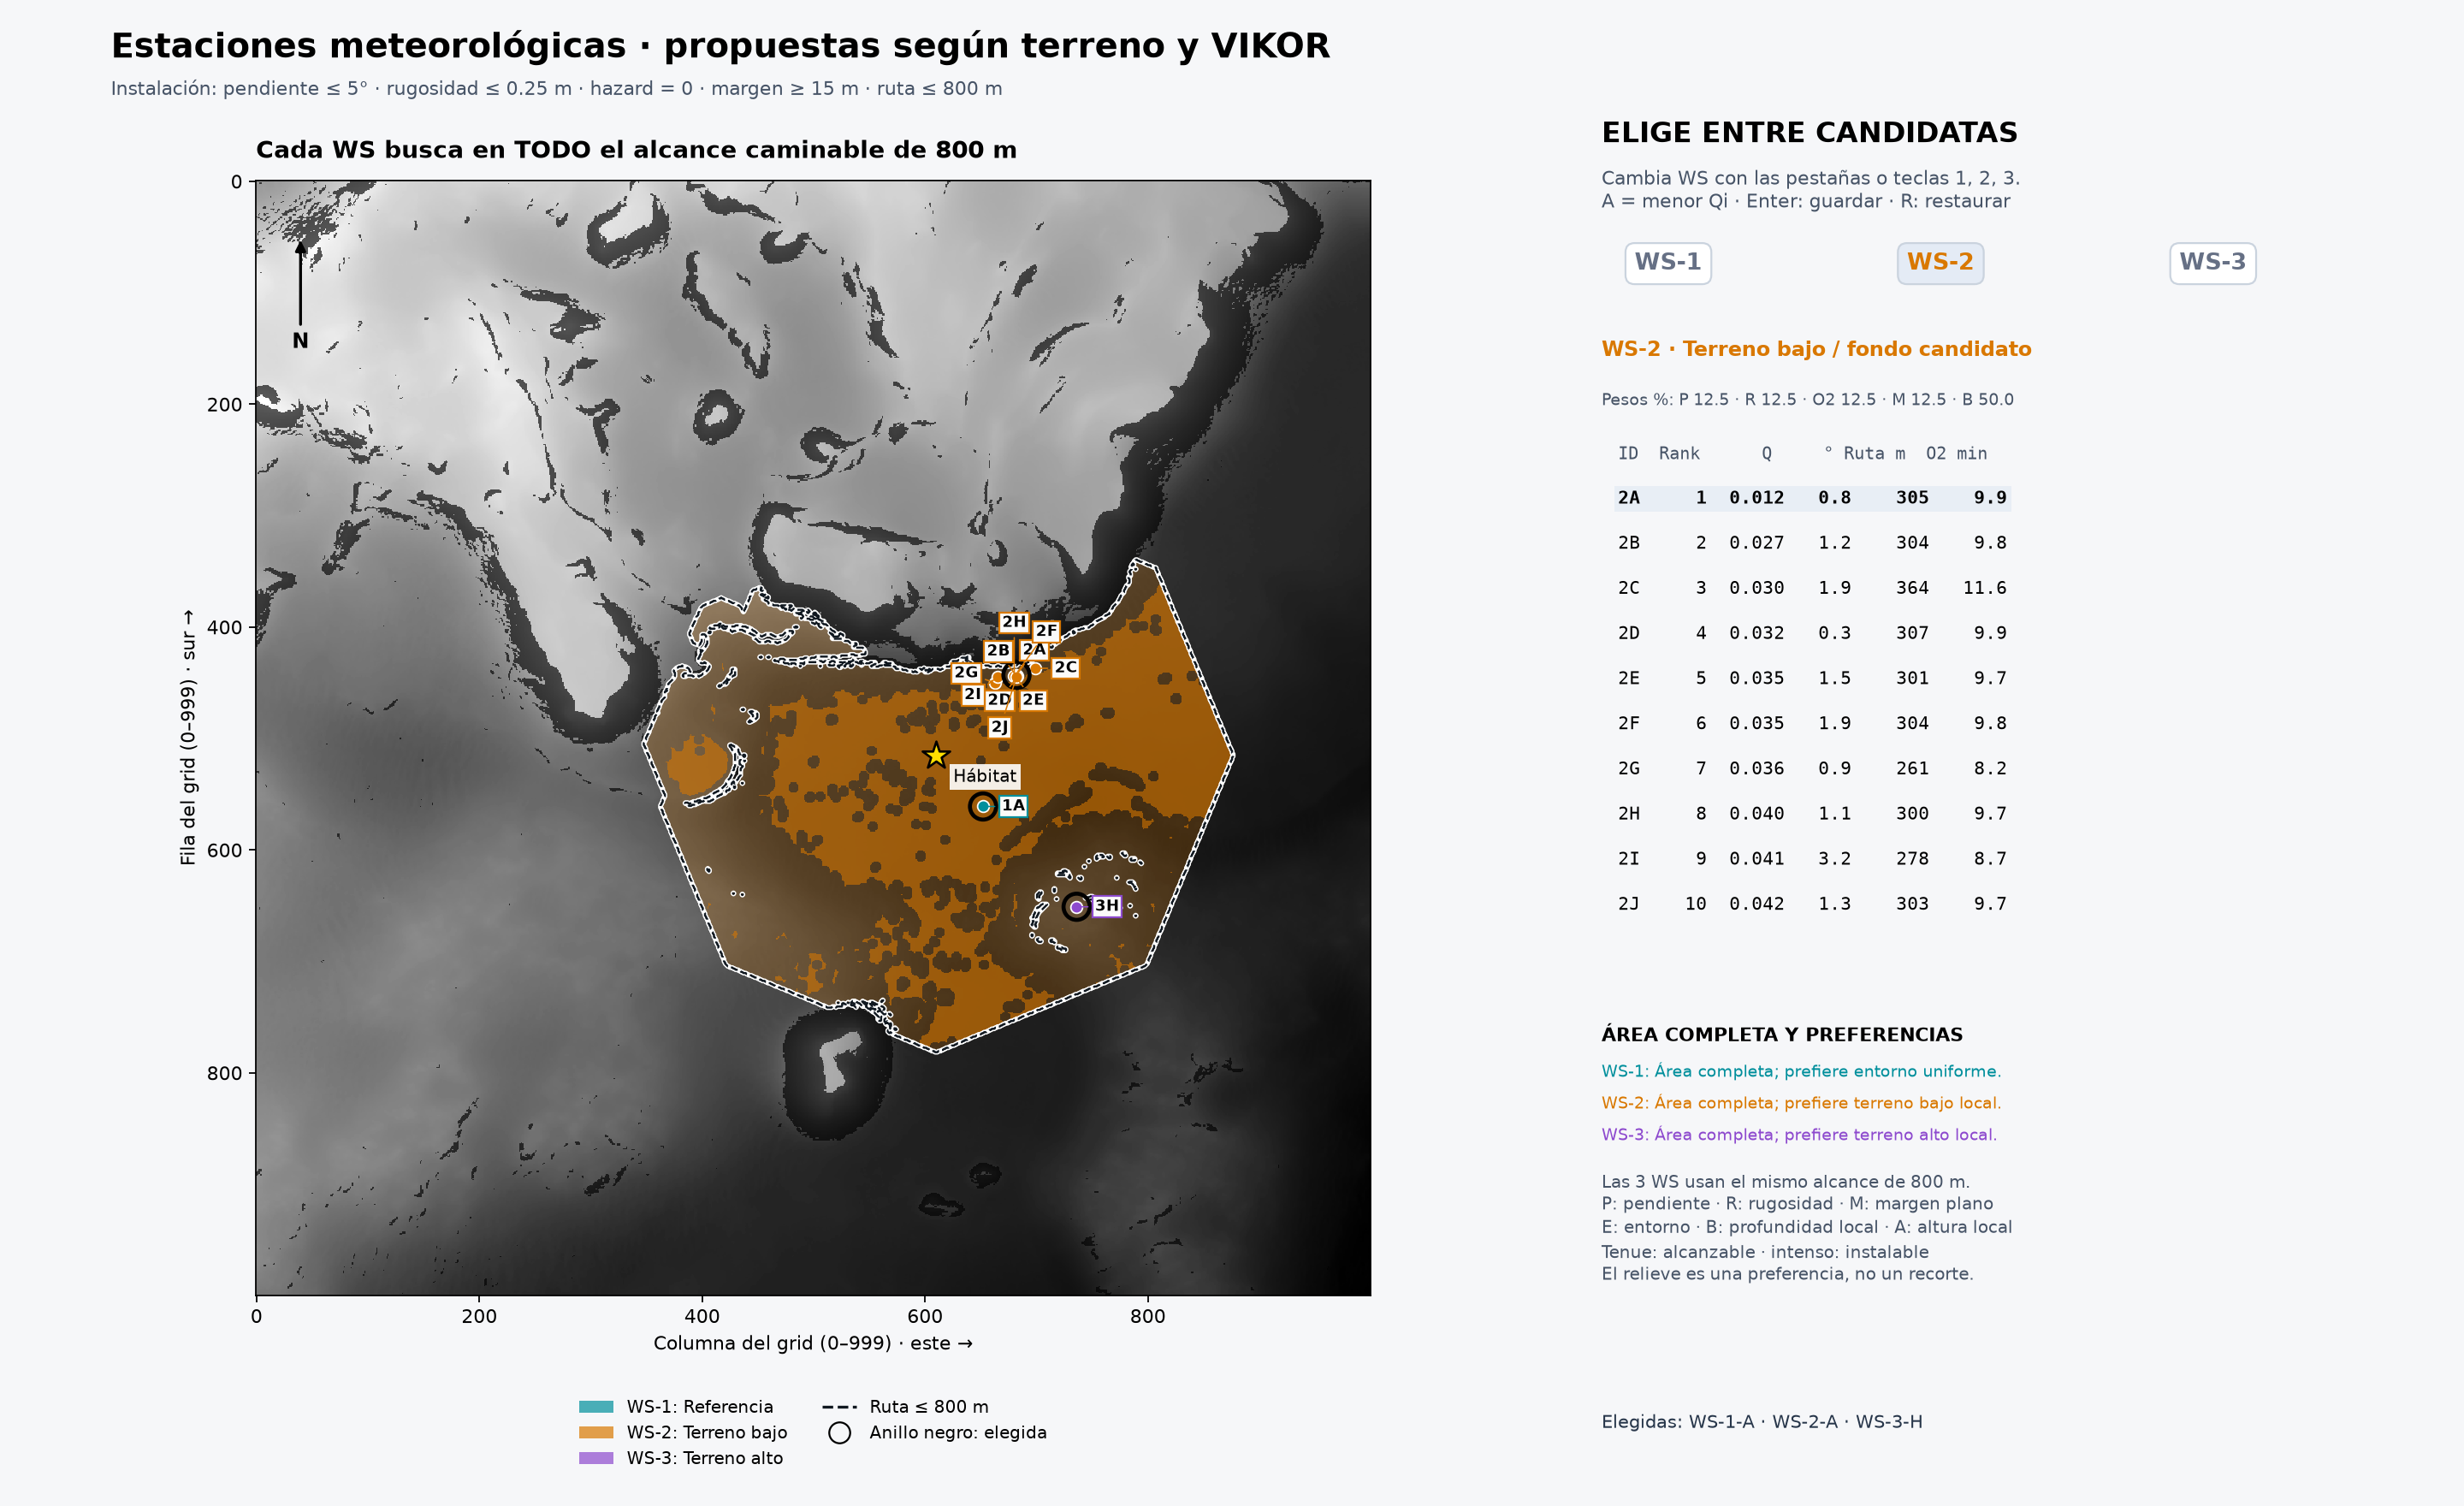 Estaciones meteorológicas · propuestas según terreno y VIKOR
Instalación: pendiente ≤ 5° · rugosidad ≤ 0.25 m · hazard = 0 · margen ≥ 15 m · ruta ≤ 800 m
Cada WS busca en TODO el alcance caminable de 800 m
0
200
400
600
800
Fila del grid (0–999) · sur →
N
2H
2F
2B
2A
2G
2C
2I
2D
2E
2J
Hábitat
1A
3H
0
200
400
600
800
Columna del grid (0–999) · este →
WS-1: Referencia
WS-2: Terreno bajo
WS-3: Terreno alto
Ruta ≤ 800 m
Anillo negro: elegida
ELIGE ENTRE CANDIDATAS
Cambia WS con las pestañas o teclas 1, 2, 3.
A = menor Qi · Enter: guardar · R: restaurar
WS-1
WS-2
WS-3
WS-2 · Terreno bajo / fondo candidato
Pesos %: P 12.5 · R 12.5 · O2 12.5 · M 12.5 · B 50.0
ID Rank Q ° Ruta m O2 min
2A 1 0.012 0.8 305 9.9
2B 2 0.027 1.2 304 9.8
2C 3 0.030 1.9 364 11.6
2D 4 0.032 0.3 307 9.9
2E 5 0.035 1.5 301 9.7
2F 6 0.035 1.9 304 9.8
2G 7 0.036 0.9 261 8.2
2H 8 0.040 1.1 300 9.7
2I 9 0.041 3.2 278 8.7
2J 10 0.042 1.3 303 9.7
ÁREA COMPLETA Y PREFERENCIAS
WS-1: Área completa; prefiere entorno uniforme.
WS-2: Área completa; prefiere terreno bajo local.
WS-3: Área completa; prefiere terreno alto local.
Las 3 WS usan el mismo alcance de 800 m.
P: pendiente · R: rugosidad · M: margen plano
E: entorno · B: profundidad local · A: altura local
Tenue: alcanzable · intenso: instalable
El relieve es una preferencia, no un recorte.
Elegidas: WS-1-A · WS-2-A · WS-3-H